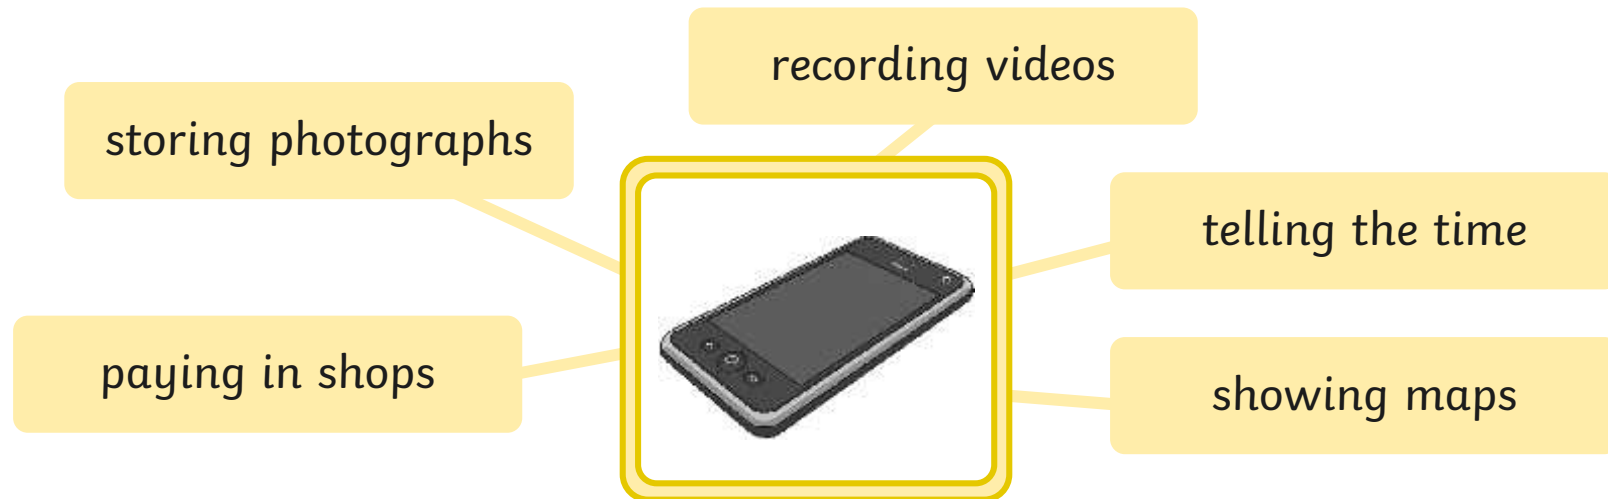 recording videos
storing photographs
telling the time
paying in shops
showing maps